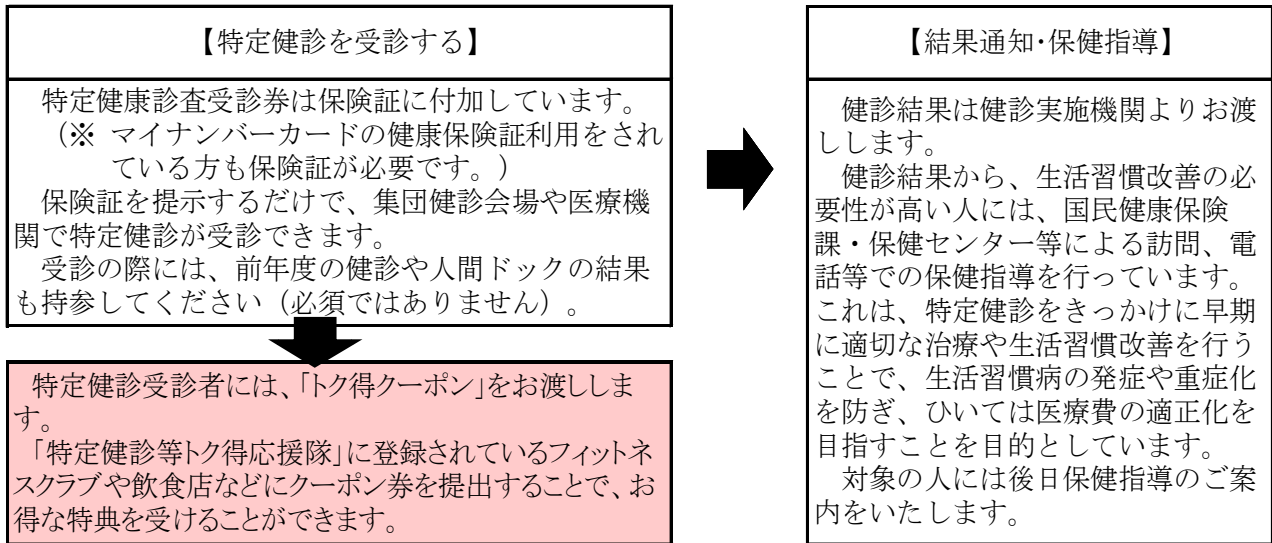 【特定健診を受診する】
特定健康診査受診券は保険証に付加しています。
（※ マイナンバーカードの健康保険証利用をされ
ている方も保険証が必要です。）
保険証を提示するだけで、集団健診会場や医療機
関で特定健診が受診できます。
受診の際には、前年度の健診や人間ドックの結果
も持参してください（必須ではありません）。
特定健診受診者には、「トク得クーポン」をお渡ししま
す。
「特定健診等トク得応援隊」に登録されているフィットネ
スクラブや飲食店などにクーポン券を提出することで、お
得な特典を受けることができます。
【結果通知・保健指導】
健診結果は健診実施機関よりお渡
しします。
健診結果から、生活習慣改善の必
要性が高い人には、国民健康保険
課・保健センター等による訪問、電
話等での保健指導を行っています。
これは、特定健診をきっかけに早期
に適切な治療や生活習慣改善を行う
ことで、生活習慣病の発症や重症化
を防ぎ、ひいては医療費の適正化を
目指すことを目的としています。
対象の人には後日保健指導のご案
内をいたします。